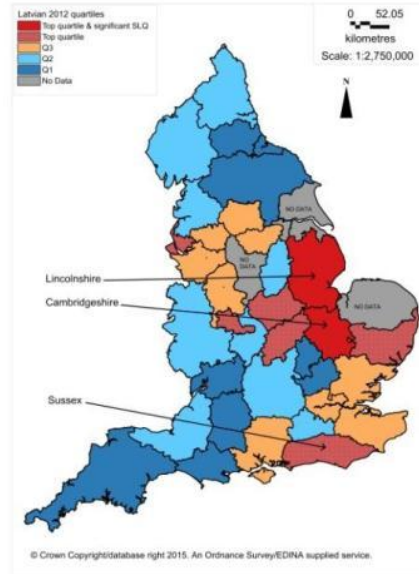 Latvian 2012 quartiles
Top quartile & significant SLQ
Top quartile
Q3
Q2
Q1
No Data
0 52.05
kilometres
Scale: 1:2,750,000
N
NO DATA
NO
DATA
Lincolnshire
Cambridgeshire
NO DATA
Sussex
© Crown Copyright/database right 2015. An Ordnance Survey/EDINA supplied service.